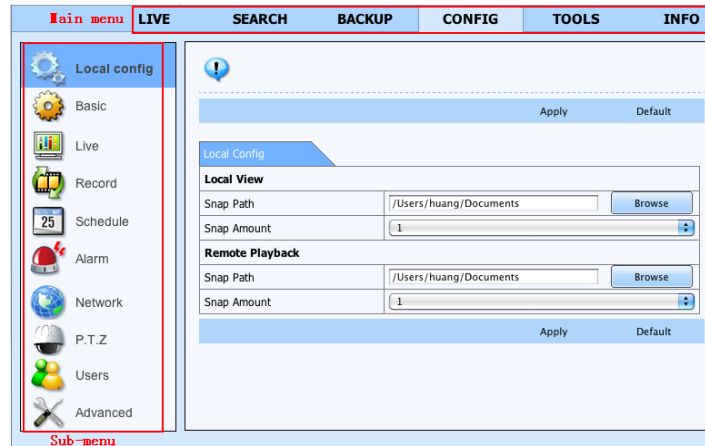 Main menu LIVE SEARCH BACKUP CONFIG TOOLS INFO
Local config
Basic
Live
Record
25 Schedule
Alarm
Network
P.T.Z
Users
Advanced
Sub-menu
Apply Default
Local Config
Local View
Snap Path /Users/huang/Documents Browse
Snap Amount 1
Remote Playback
Snap Path /Users/huang/Documents Browse
Snap Amount 1
Apply Default